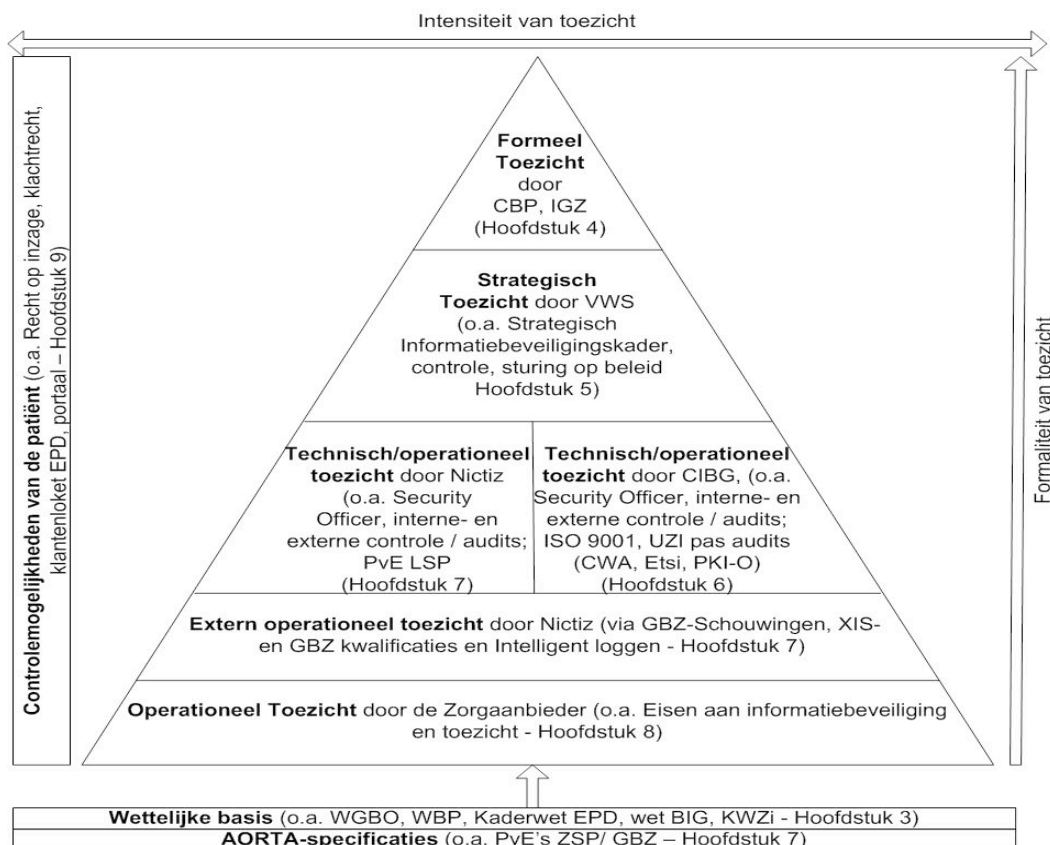 Intensiteit van toezicht
Controlemogelijkheden van de patiënt (o.a. Recht op inzage, klachtrecht,
klantenloket EPD, portaal – Hoofdstuk 9)
Formeel
Toezicht
door
CBP, IGZ
(Hoofdstuk 4)
Strategisch
Toezicht door VWS
(o.a. Strategisch
Informatiebeveiligingskader,
controle, sturing op beleid
Hoofdstuk 5)
Technisch/operationeel
toezicht door Nictiz
(o.a. Security
Officer, interne- en
externe controle / audits;
PvE LSP
(Hoofdstuk 7)
Technisch/operationeel
toezicht door CIBG, (o.a.
Security Officer, interne- en
externe controle / audits;
ISO 9001, UZI pas audits
(CWA, Etsi, PKI-O)
(Hoofdstuk 6)
Extern operationeel toezicht door Nictiz (via GBZ-Schouwingen, XIS-
en GBZ kwalificaties en Intelligent loggen - Hoofdstuk 7)
Operationeel Toezicht door de Zorgaanbieder (o.a. Eisen aan informatiebeveiliging
en toezicht - Hoofdstuk 8)
Formaliteit van toezicht
Wettelijke basis (o.a. WGBO, WBP, Kaderwet EPD, wet BIG, KWZi - Hoofdstuk 3)
AORTA-specificaties (o.a. PvE's ZSP/ GBZ – Hoofdstuk 7)